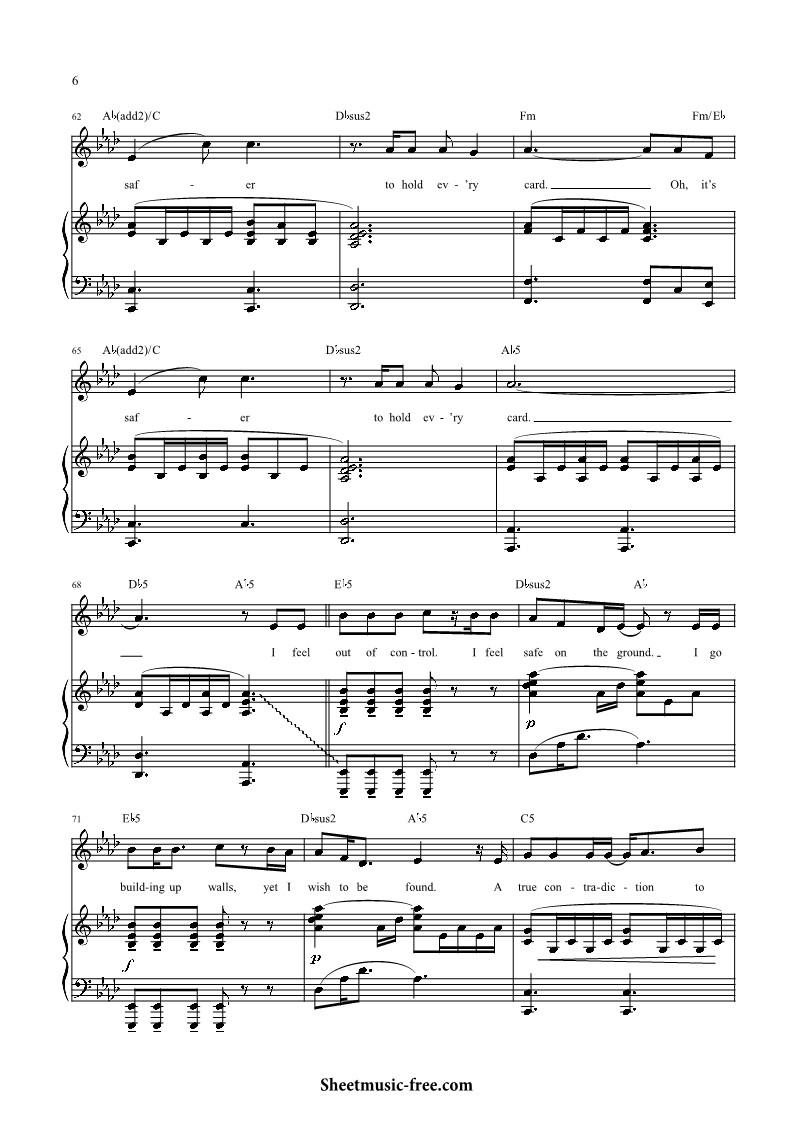 6
62 A♭(add2)/C D♭sus2 Fm Fm/E♭
saf - er to hold ev - 'ry card. Oh, it's
65 A♭(add2)/C D♭sus2 A♭5
saf - er to hold ev - 'ry card.
68 D♭5 A♭5 E♭5 D♭sus2 A♭
I feel out of con - trol. I feel safe on the ground. I go
f p
71 E♭5 D♭sus2 A♭5 C5
build-ing up walls, yet I wish to be found. A true con - tra-dic - tion to
f p
Sheetmusic-free.com